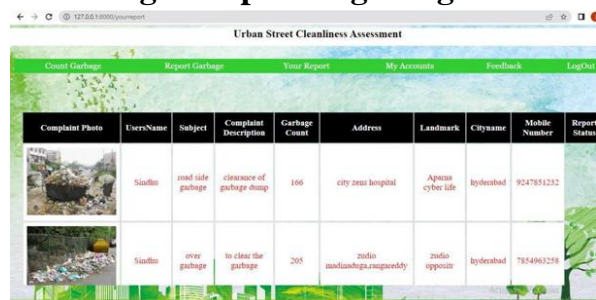 127.0.0.1:8000/yourreport
Urban Street Cleanliness Assessment
Count Garbage Report Garbage Your Report My Accounts Feedback LogOut
Complaint Photo UsersName Subject Complaint Description Garbage Count Address Landmark Cityname Mobile Number Report Status
Sindhu road side garbage clearance of garbage dump 166 city zens hospital Aparna cyber life hyderabad 9247851232
Sindhu over garbage to clear the garbage 205 zudio madinaduga,rangareddy zudio oppositr hyderabad 7854963258